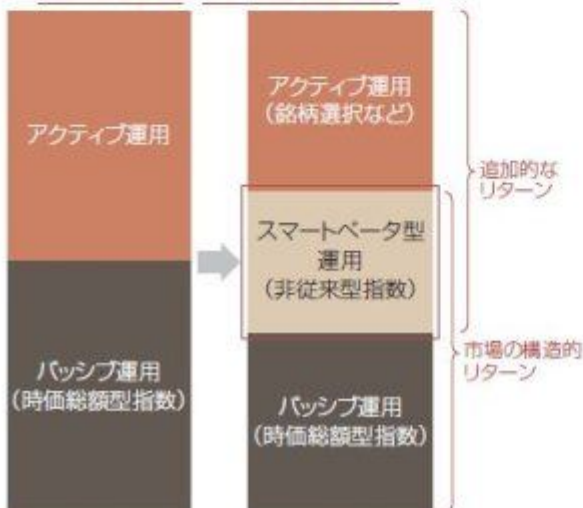 アクティブ運用
パッシブ運用
(時価総額型指数)
アクティブ運用
(銘柄選択など)
スマートベータ型
運用
(非従来型指数)
パッシブ運用
(時価総額型指数)
追加的な
リターン
市場の構造的
リターン